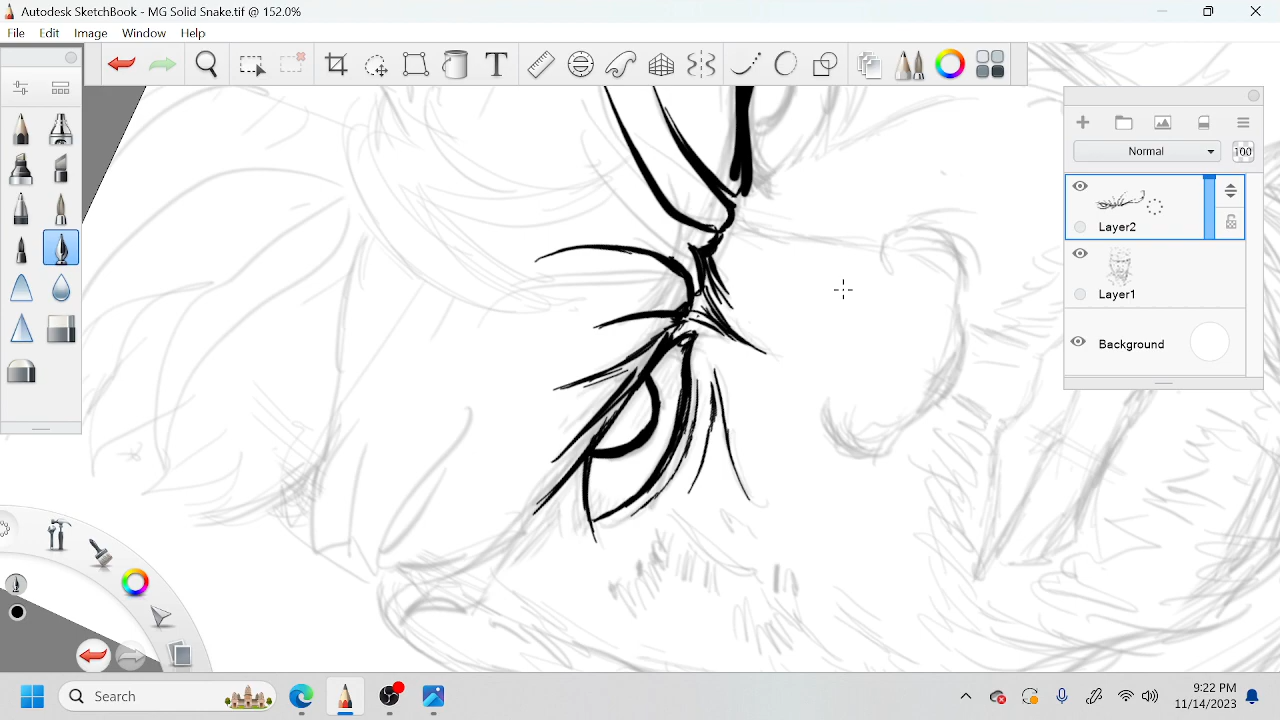 Autodesk SketchBook - MG Solid Snake.tif @ 152.0%
File Edit Image Window Help
T
Normal 100
Layer2
Layer1
Background
Search
9:22 PM
11/14/2023